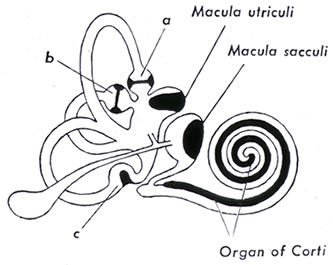 a
Macula utriculi
b
Macula sacculi
c
Organ of Corti